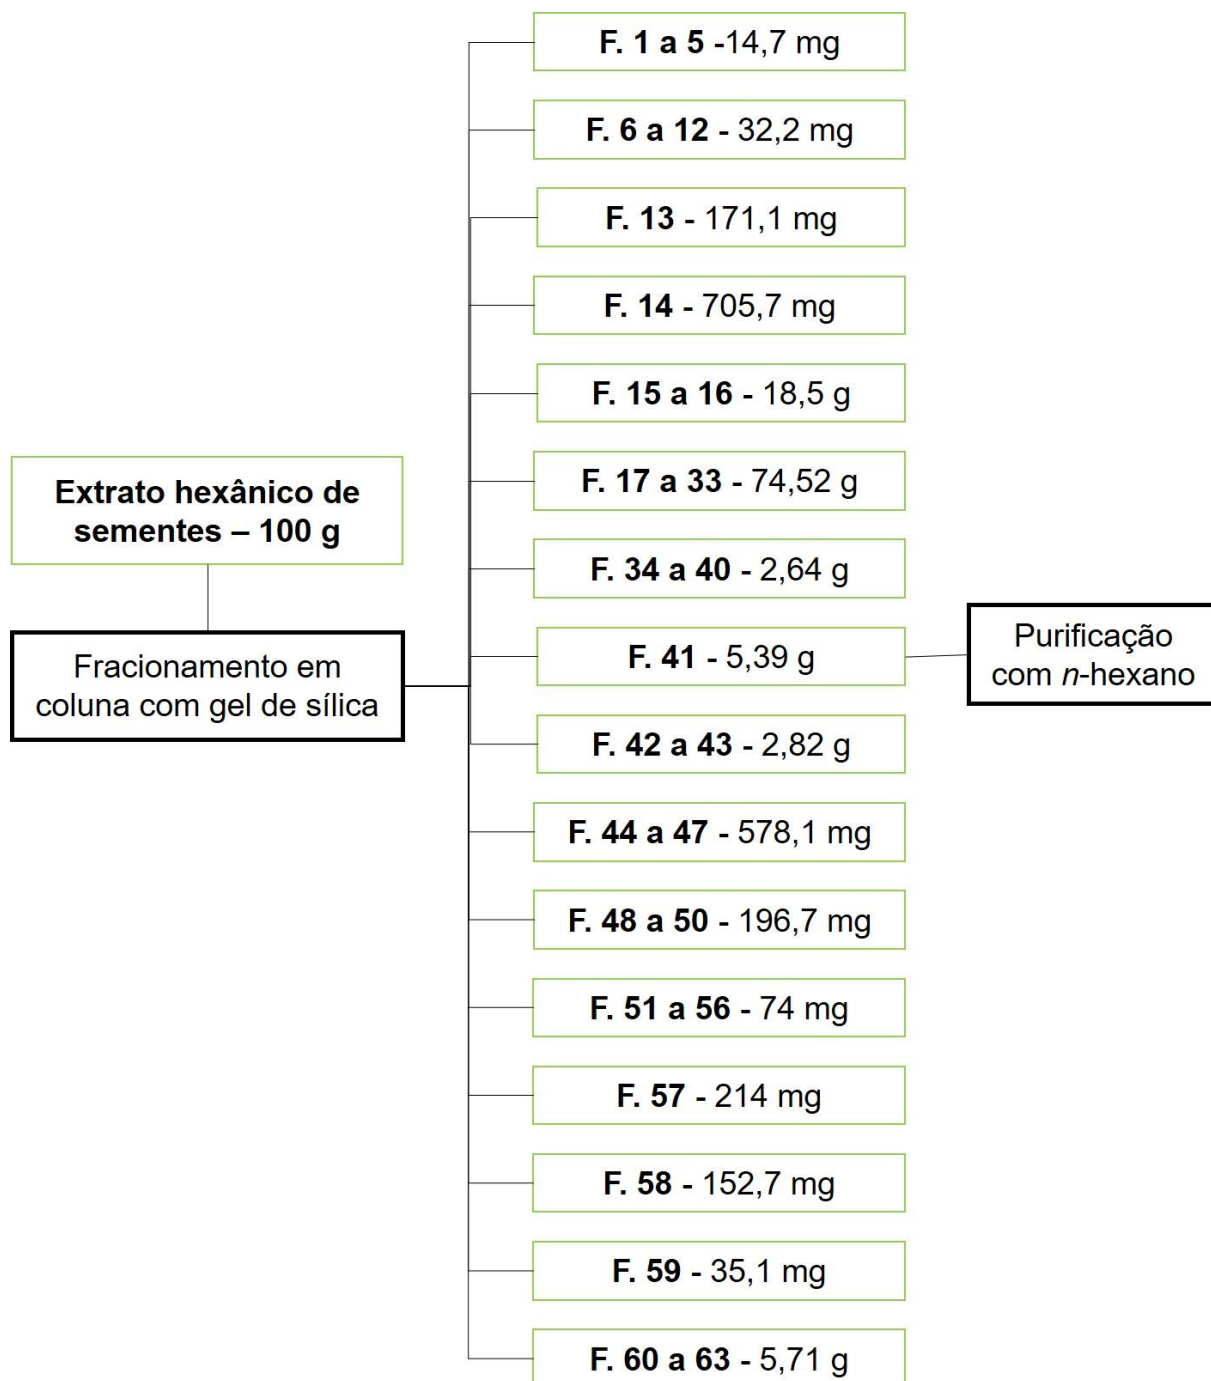 Extrato hexânico de
sementes – 100 g
Fracionamento em
coluna com gel de sílica
F. 1 a 5 -14,7 mg
F. 6 a 12 - 32,2 mg
F. 13 - 171,1 mg
F. 14 - 705,7 mg
F. 15 a 16 - 18,5 g
F. 17 a 33 - 74,52 g
F. 34 a 40 - 2,64 g
F. 41 - 5,39 g
F. 42 a 43 - 2,82 g
F. 44 a 47 - 578,1 mg
F. 48 a 50 - 196,7 mg
F. 51 a 56 - 74 mg
F. 57 - 214 mg
F. 58 - 152,7 mg
F. 59 - 35,1 mg
F. 60 a 63 - 5,71 g
Purificação
com n-hexano